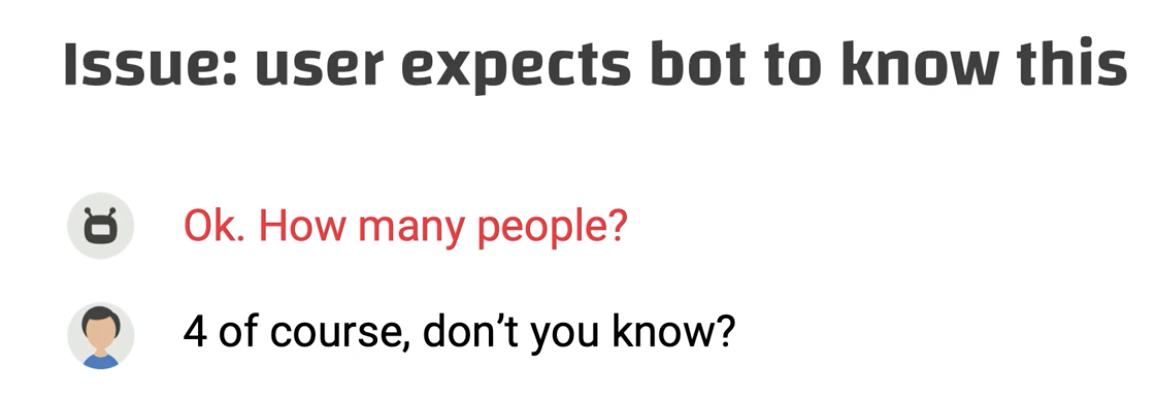 Issue: user expects bot to know this
Ok. How many people?
4 of course, don’t you know?